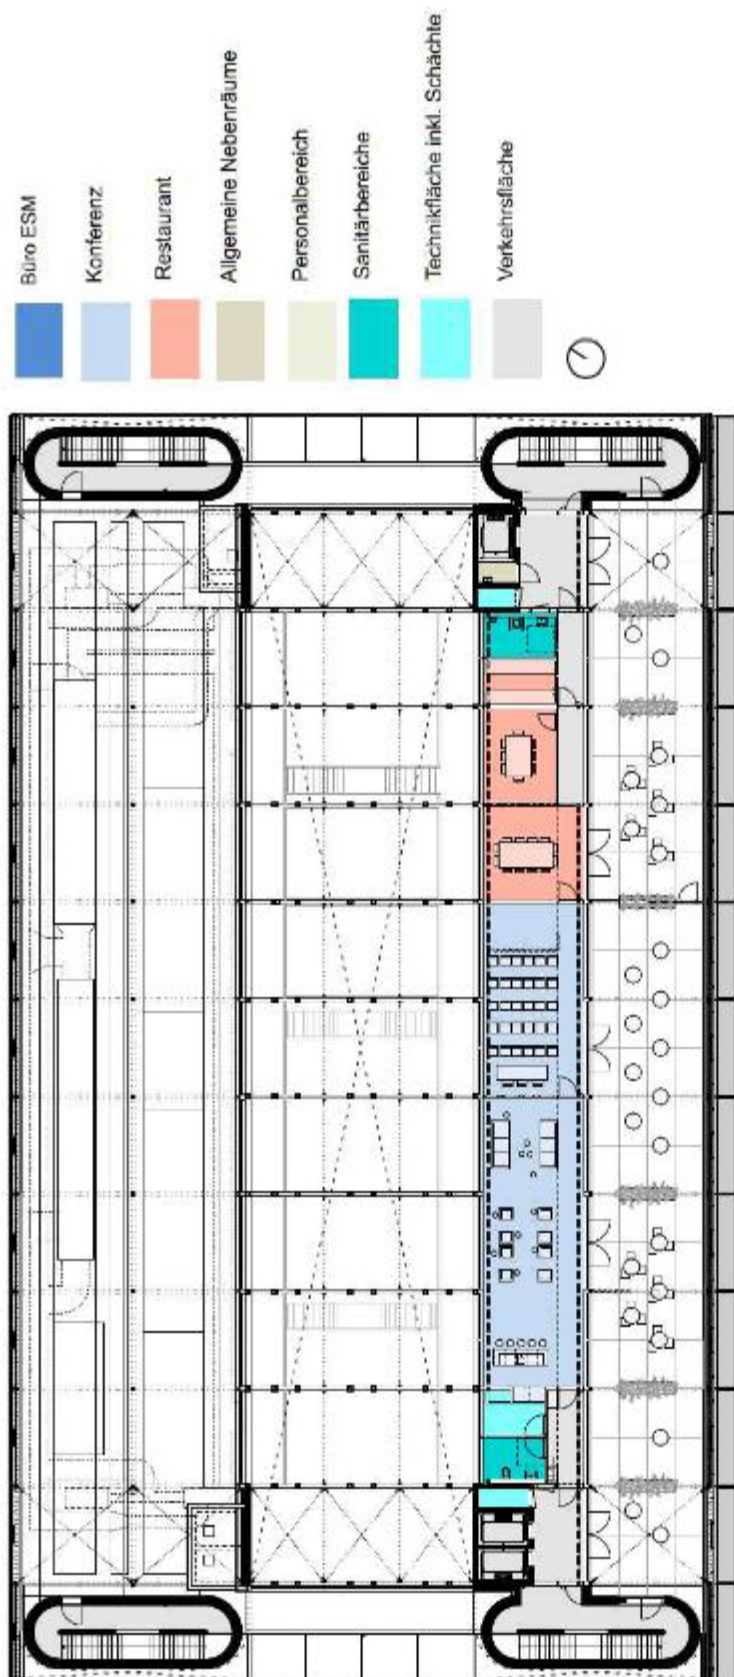 Büro ESM
Konferenz
Restaurant
Allgemeine Nebenräume
Personalbereich
Sanitärbereiche
Technikfläche inkl. Schächte
Verkehrsfläche